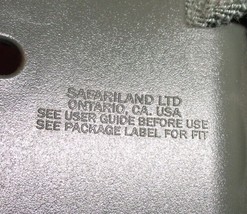 SAFARILAND LTD
ONTARIO, CA. USA
SEE USER GUIDE BEFORE USE
SEE PACKAGE LABEL FOR FIT